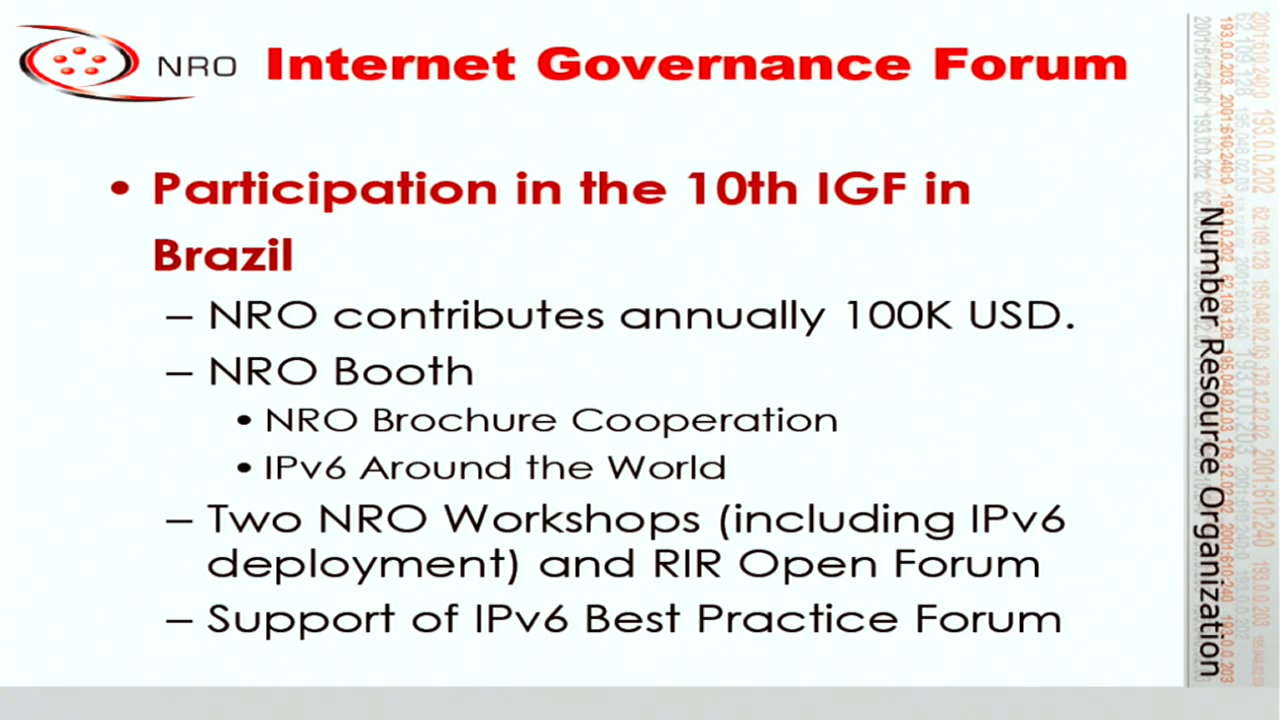 NRO
Internet Governance Forum
• Participation in the 10th IGF in
Brazil
– NRO contributes annually 100K USD.
– NRO Booth
• NRO Brochure Cooperation
• IPv6 Around the World
– Two NRO Workshops (including IPv6
deployment) and RIR Open Forum
– Support of IPv6 Best Practice Forum
Number Resource Organization